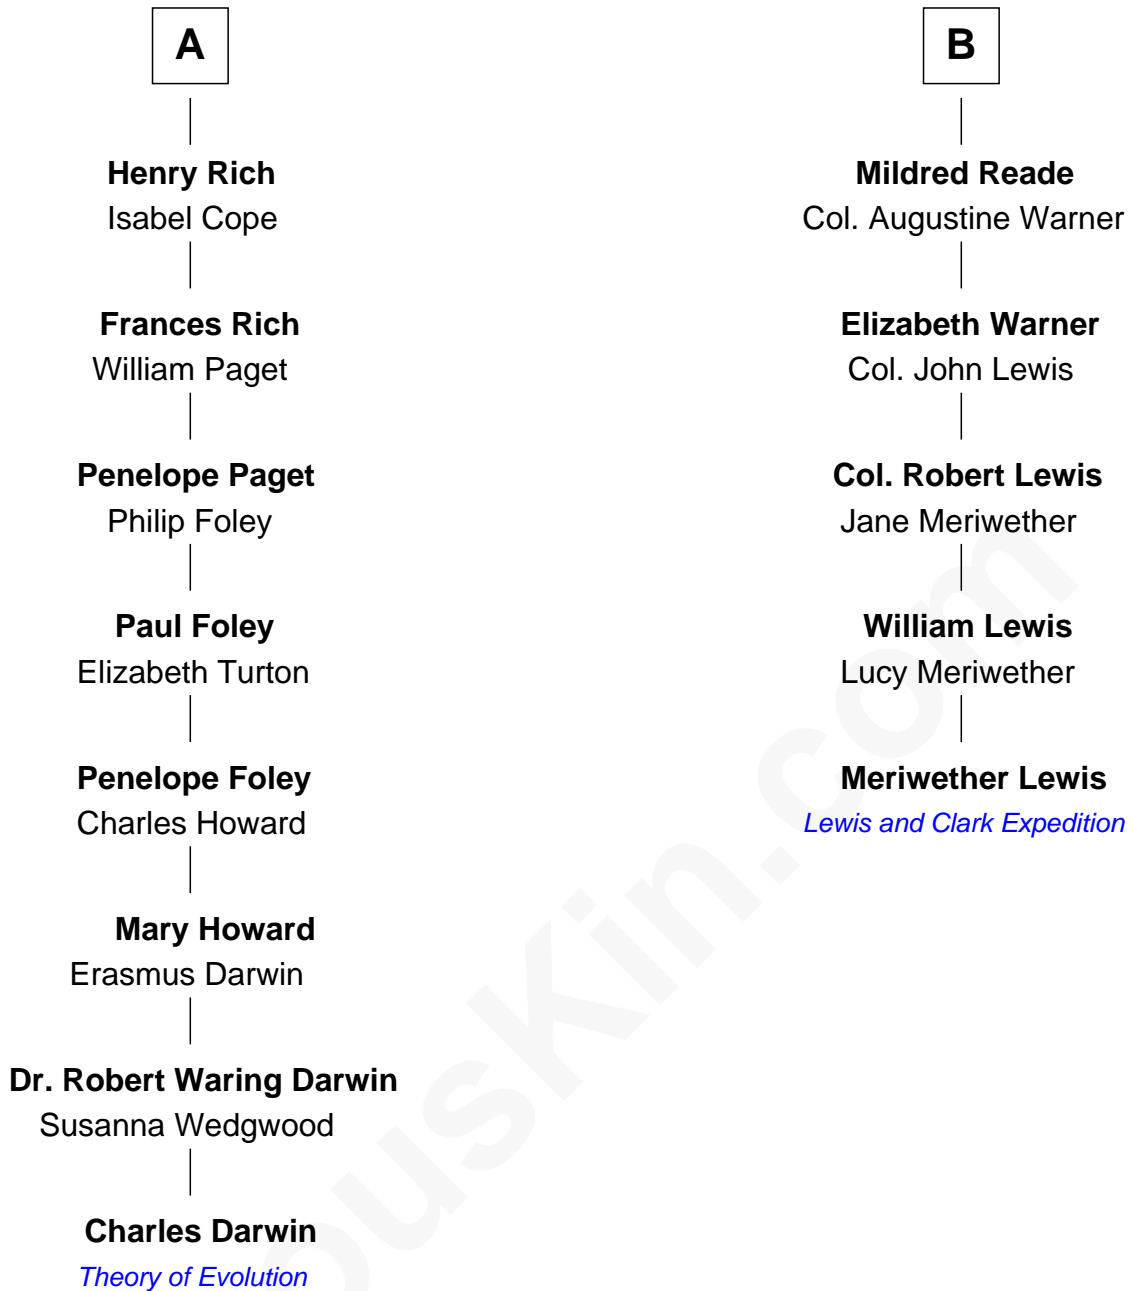 A
Henry Rich
Isabel Cope
Frances Rich
William Paget
Penelope Paget
Philip Foley
Paul Foley
Elizabeth Turton
Penelope Foley
Charles Howard
Mary Howard
Erasmus Darwin
Dr. Robert Waring Darwin
Susanna Wedgwood
Charles Darwin
Theory of Evolution
B
Mildred Reade
Col. Augustine Warner
Elizabeth Warner
Col. John Lewis
Col. Robert Lewis
Jane Meriwether
William Lewis
Lucy Meriwether
Meriwether Lewis
Lewis and Clark Expedition
ousKin.com